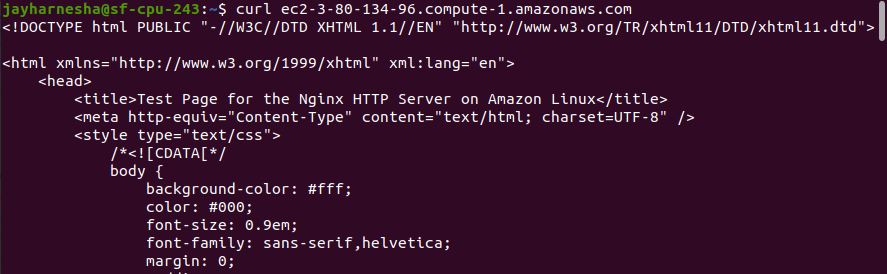 jayharnesha@sf-cpu-243:~$ curl ec2-3-80-134-96.compute-1.amazonaws.com
<!DOCTYPE html PUBLIC "-//W3C//DTD XHTML 1.1//EN" "http://www.w3.org/TR/xhtml11/DTD/xhtml11.dtd">

<html xmlns="http://www.w3.org/1999/xhtml" xml:lang="en">
    <head>
        <title>Test Page for the Nginx HTTP Server on Amazon Linux</title>
        <meta http-equiv="Content-Type" content="text/html; charset=UTF-8" />
        <style type="text/css">
            /*<![CDATA[*/
            body {
                background-color: #fff;
                color: #000;
                font-size: 0.9em;
                font-family: sans-serif,helvetica;
                margin: 0;